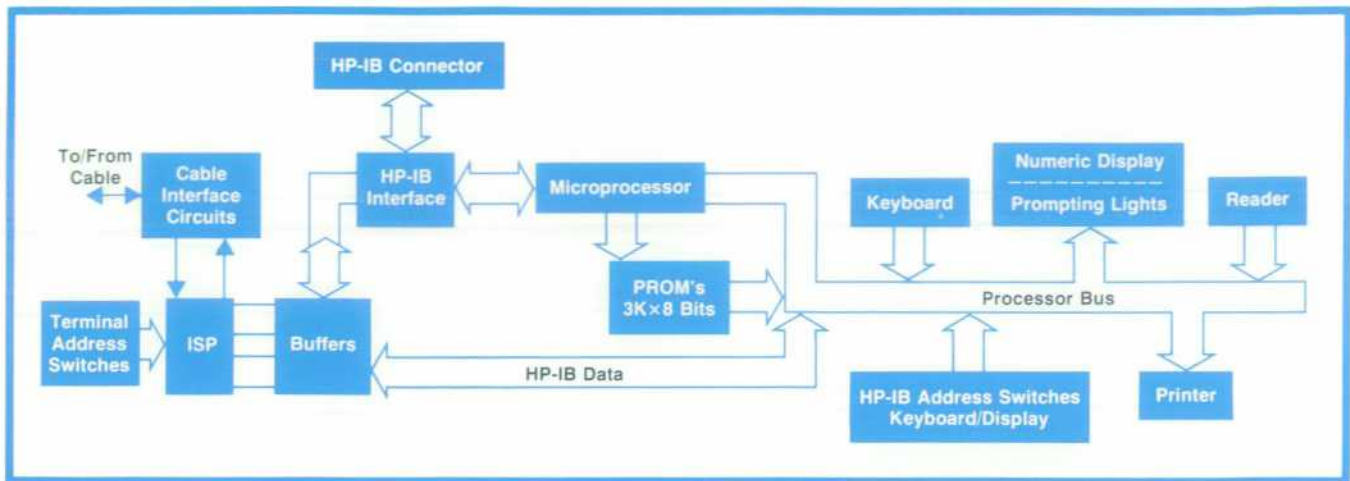 HP-IB Connector
To/From
Cable
Cable
Interface
Circuits
HP-IB
Interface
Microprocessor
Keyboard
Numeric Display
Prompting Lights
Reader
PROM's
3K×8 Bits
Processor Bus
Terminal
Address
Switches
ISP
Buffers
HP-IB Data
HP-IB Address Switches
Keyboard/Display
Printer